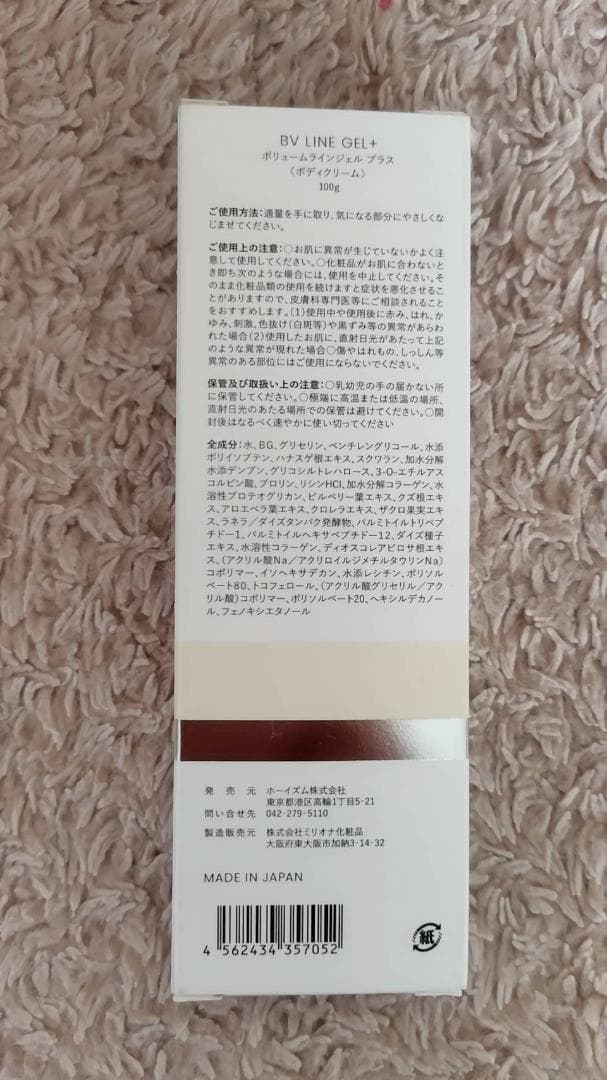 BV LINE GEL+
ボリュームラインジェル プラス
（ボディクリーム）
100g
ご使用方法：適量を手に取り、気になる部分にやさしくな
じませてください。
ご使用上の注意：○お肌に異常が生じていないかよく注
意して使用してください。○化粧品がお肌に合わないと
き即ち次のような場合には、使用を中止してください。そ
のまま化粧品類の使用を続けますと症状を悪化させるこ
とがありますので、皮膚科専門医等にご相談されること
をおすすめします。（1）使用中や使用後に赤み、はれ、か
ゆみ、刺激、色抜け（白斑等）や黒ずみ等の異常があらわ
れた場合（2）使用したお肌に、直射日光があたって上記
のような異常が現れた場合○傷やはれもの、しっしん等
異常のある部位にはご使用にならないでください。
保管及び取扱い上の注意：○乳幼児の手の届かない所
に保管してください。○極端に高温または低温の場所、
直射日光のあたる場所での保管は避けてください。○開
封後はなるべく速やかに使い切ってください
全成分：水、BG、グリセリン、ペンチレングリコール、水添
ポリイソブテン、ハナスゲ根エキス、スクワラン、加水分解
水添デンプン、グリコシルトレハロース、3-O-エチルアス
コルビン酸、プロリン、リシンHCl、加水分解コラーゲン、水
溶性プロテオグリカン、ビルベリー葉エキス、クズ根エキ
ス、アロエベラ葉エキス、クロレラエキス、ザクロ果実エキ
ス、ラネラ／ダイズタンパク発酵物、パルミトイルトリペプ
チド-1、パルミトイルヘキサペプチド-12、ダイズ種子
エキス、水溶性コラーゲン、ディオスコレアビロサ根エキ
ス、（アクリル酸Na／アクリロイルジメチルタウリンNa）
コポリマー、イソヘキサデカン、水添レシチン、ポリソル
ベート80、トコフェロール、（アクリル酸グリセリル／アク
リル酸）コポリマー、ポリソルベート20、ヘキシルデカノー
ル、フェノキシエタノール
発 売 元 ホーイズム株式会社
東京都港区高輪1丁目5-21
問い合せ先 042-279-5110
製造販売元 株式会社ミリオナ化粧品
大阪府東大阪市加納3-14-32
MADE IN JAPAN
4 562434 357052
紙